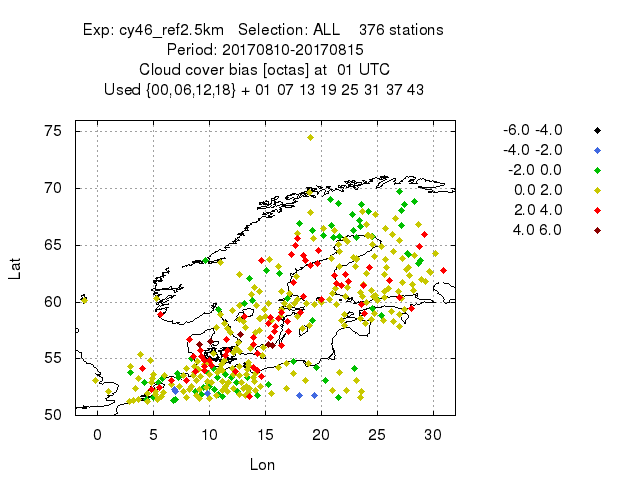 Exp: cy46_ref2.5km Selection: ALL 376 stations
Period: 20170810-20170815
Cloud cover bias [octas] at 01 UTC
Used {00,06,12,18} + 01 07 13 19 25 31 37 43
-6.0 -4.0
-4.0 -2.0
-2.0 0.0
0.0 2.0
2.0 4.0
4.0 6.0
75
70
65
60
55
50
Lat
0 5 10 15 20 25 30
Lon